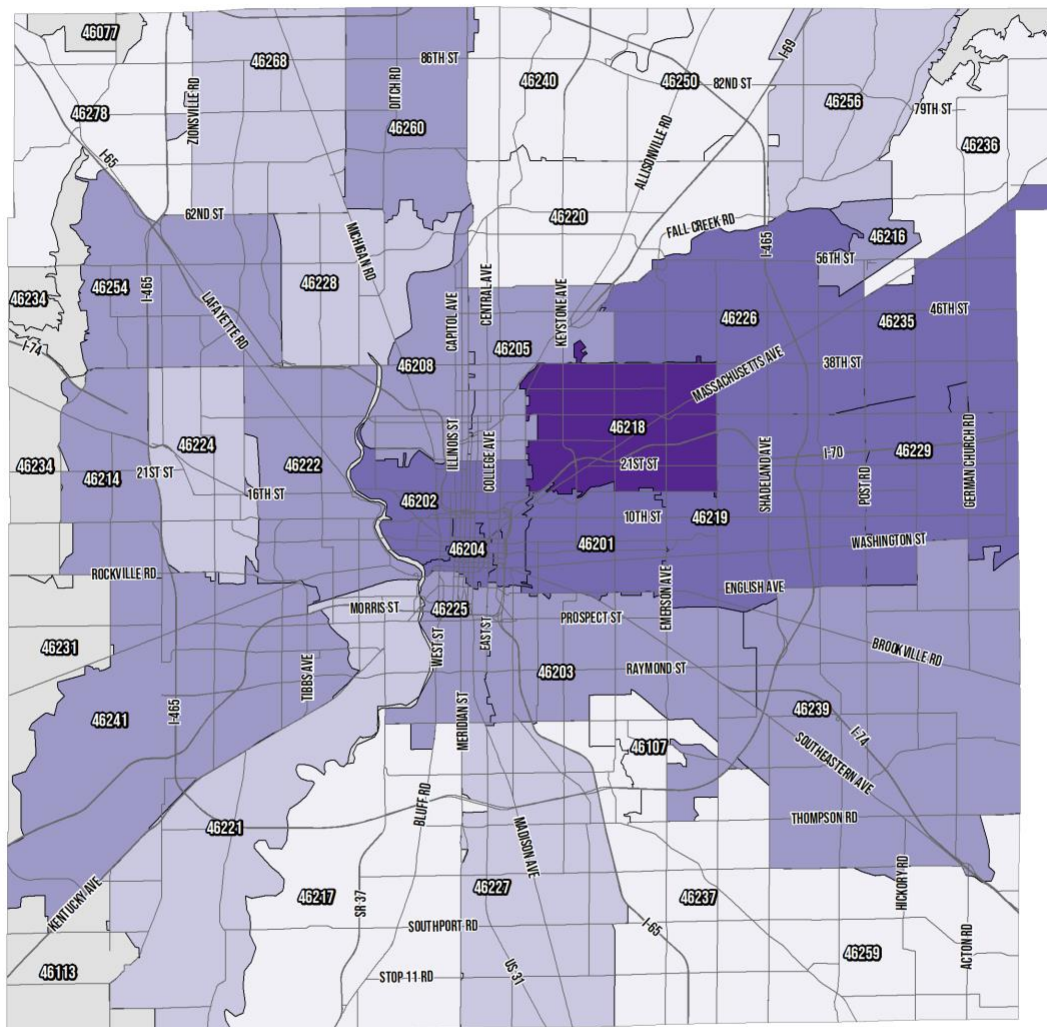 46077
86TH ST
46268
DITCH RD
46240
46250
82ND ST
I-69
46256
79TH ST
46278
ZIONSVILLE RD
46260
46236
I-65
ALLISONVILLE RD
62ND ST
46220
FALL CREEK RD
MICHIGAN RD
I-465
46216
56TH ST
46234
46254
I-465
46228
CAPITOL AVE
CENTRAL AVE
KEYSTONE AVE
46226
46235
46TH ST
LAFAYETTE RD
I-74
46208
46205
38TH ST
MASSACHUSETTS AVE
46218
46224
ILLINOIS ST
COLLEGE AVE
46234
46214
21ST ST
46222
21ST ST
SHADELAND AVE
I-70
46229
GERMAN CHURCH RD
16TH ST
46202
POST RD
10TH ST
46219
46204
46201
WASHINGTON ST
ROCKVILLE RD
EMERSON AVE
ENGLISH AVE
MORRIS ST
46225
PROSPECT ST
WEST ST
EAST ST
46231
TIBBS AVE
46203
RAYMOND ST
BROOKVILLE RD
46241
I-465
MERIDIAN ST
46239
I-74
46107
SOUTHEASTERN AVE
BLUFF RD
MADISON AVE
THOMPSON RD
46221
KENTUCKY AVE
46217
SR 37
46227
46237
HICKORY RD
SOUTHPORT RD
I-65
46259
ACTON RD
46113
STOP 11 RD
US 31